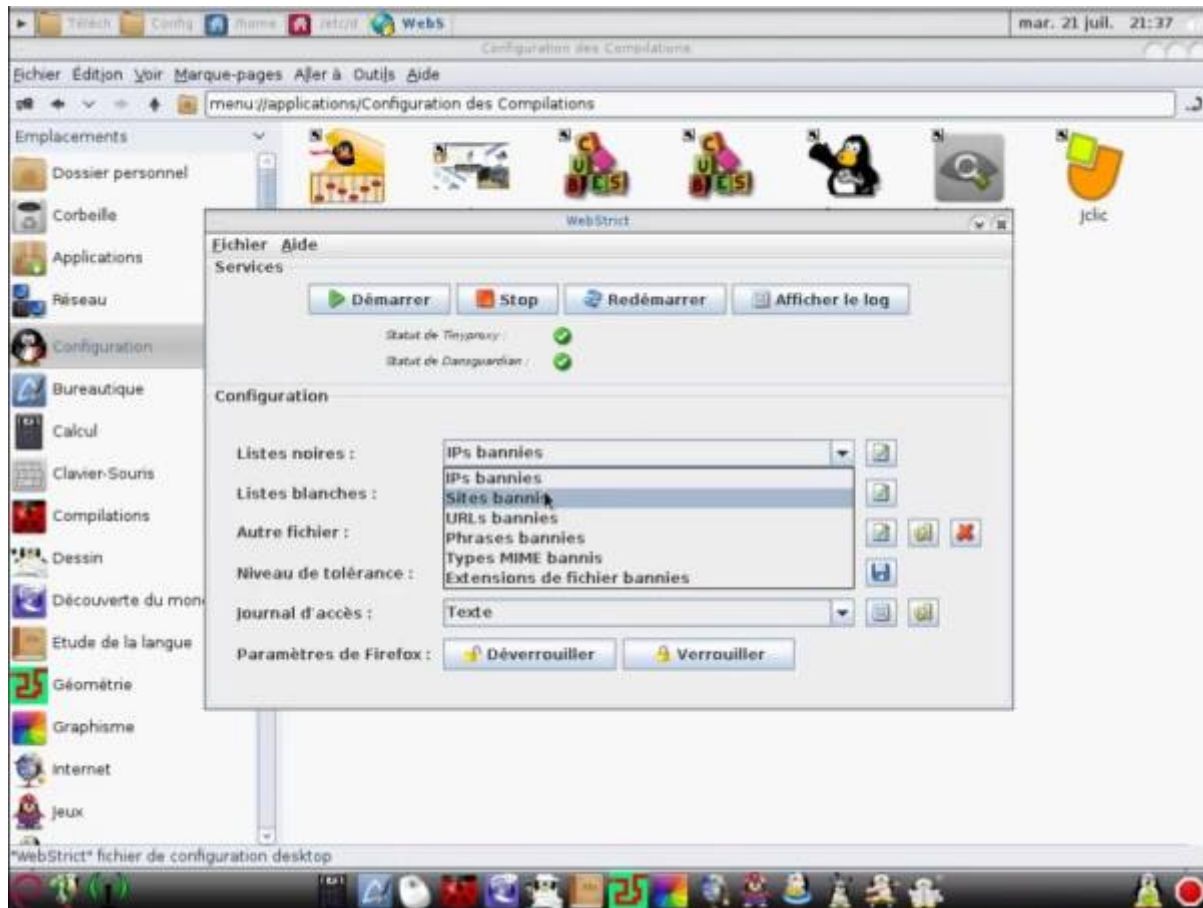 Téléch Config /home /etc/d WebS mar. 21 juil. 21:37
Configuration des Compilations
Fichier Édition Voir Marque-pages Aller à Outils Aide
menu://applications/Configuration des Compilations
Emplacements
Dossier personnel
Corbeille
Applications
Réseau
Configuration
Bureautique
Calcul
Clavier-Souris
Compilations
Dessin
Découverte du mon
Etude de la langue
Géométrie
Graphisme
Internet
Jeux
Jclic
WebStrict
Fichier Aide
Services
Démarrer Stop Redémarrer Afficher le log
Statut de Tinyproxy :
Statut de Dansguardian :
Configuration
Listes noires : IPs bannies
IPs bannies
Listes blanches : Sites bannis
URLs bannies
Autre fichier : Phrases bannies
Types MIME bannis
Niveau de tolérance : Extensions de fichier bannies
Journal d'accès : Texte
Paramètres de Firefox : Déverrouiller Verrouiller
"WebStrict" fichier de configuration desktop